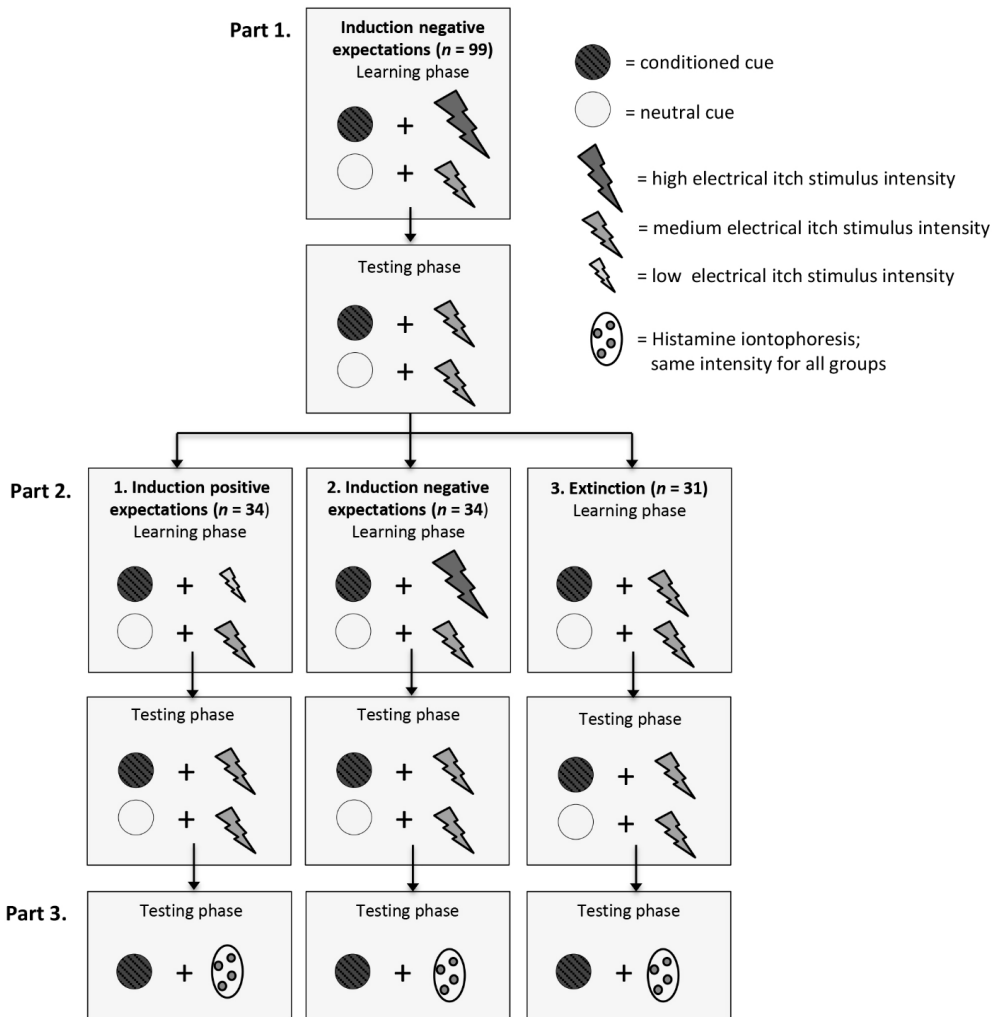 Part 1.
Induction negative
expectations (n = 99)
Learning phase
+
+
= conditioned cue
= neutral cue
= high electrical itch stimulus intensity
= medium electrical itch stimulus intensity
= low  electrical itch stimulus intensity
= Histamine iontophoresis;
same intensity for all groups
Testing phase
+
+
Part 2.
1. Induction positive
expectations (n = 34)
Learning phase
+
+
2. Induction negative
expectations (n = 34)
Learning phase
+
+
3. Extinction (n = 31)
Learning phase
+
+
Testing phase
+
+
Testing phase
+
+
Testing phase
+
+
Part 3.
Testing phase
+
Testing phase
+
Testing phase
+